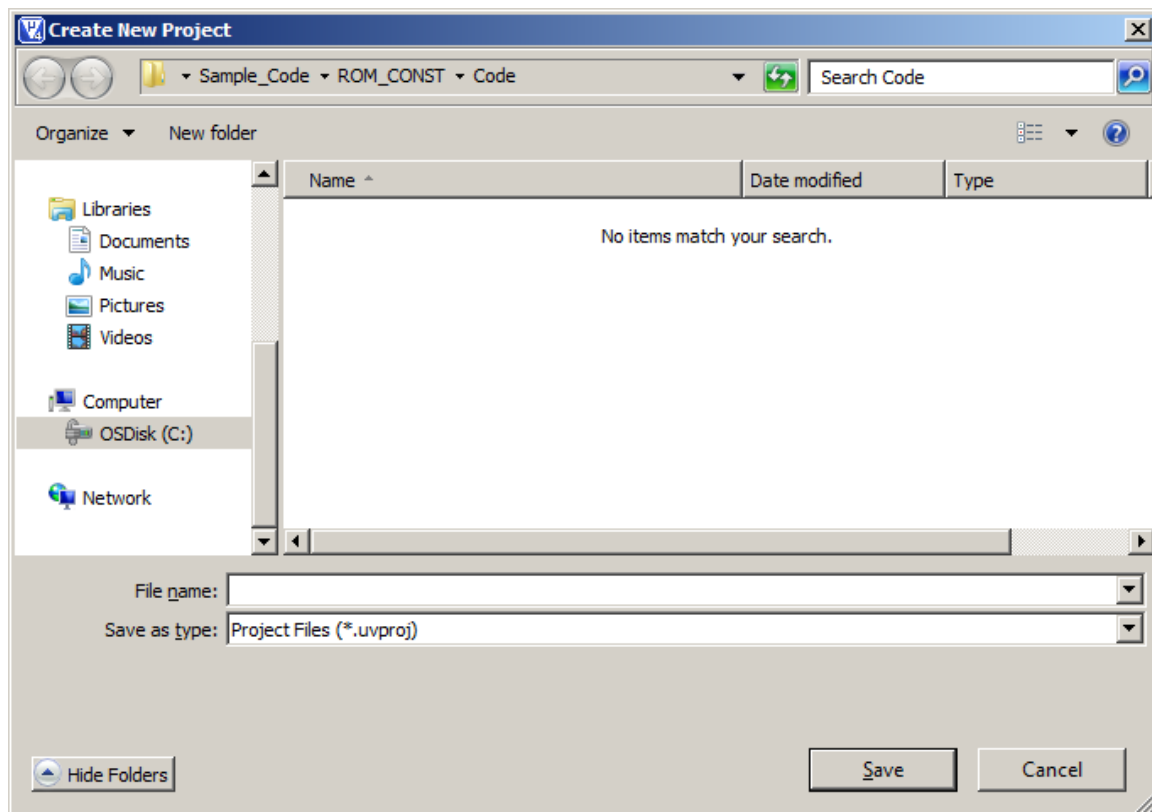 Create New Project
Sample_Code ROM_CONST Code Search Code
Organize New folder
Name Date modified Type
No items match your search.
Libraries
Documents
Music
Pictures
Videos
Computer
OSDisk (C:)
Network
File name:
Save as type: Project Files (*.uvproj)
Hide Folders Save Cancel